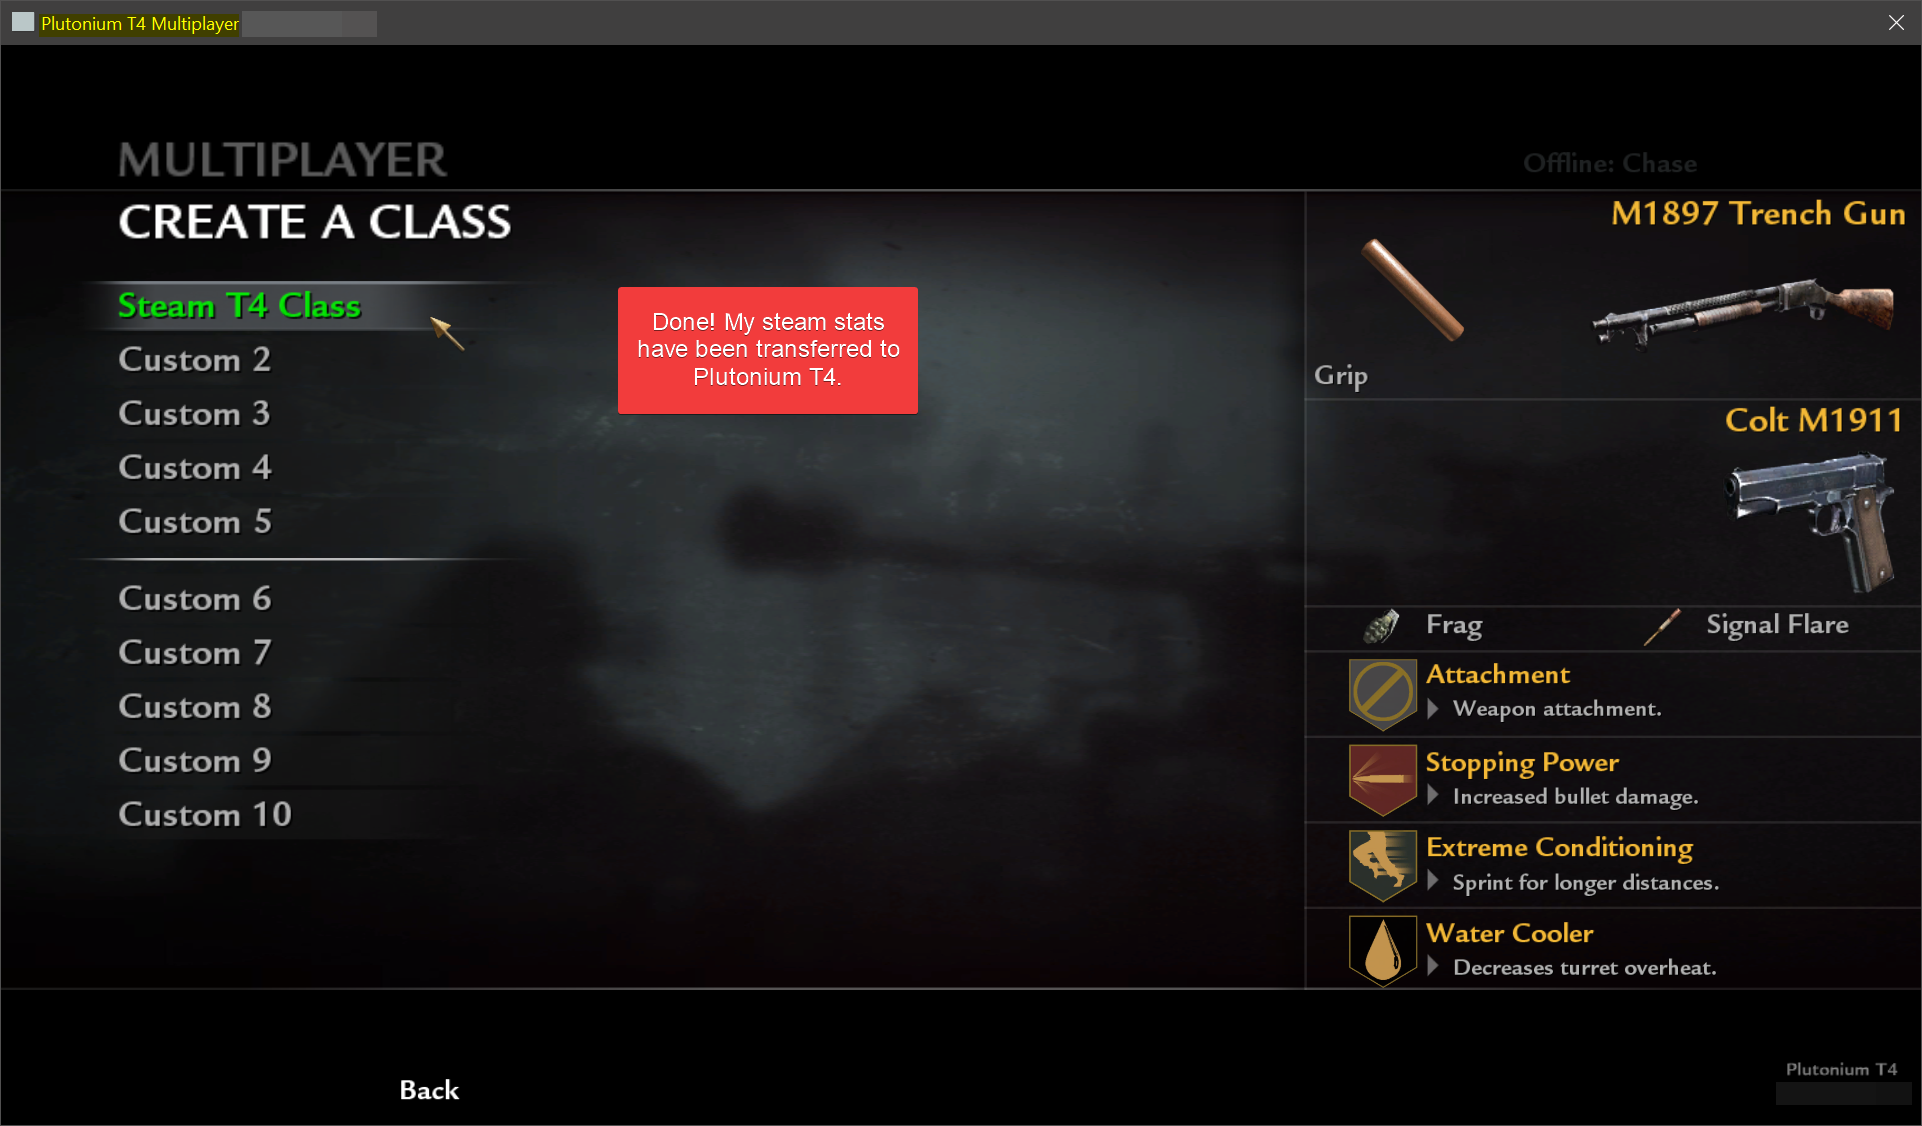 Plutonium T4 Multiplayer
MULTIPLAYER
Offline: Chase
CREATE A CLASS
Steam T4 Class
Custom 2
Custom 3
Custom 4
Custom 5
Custom 6
Custom 7
Custom 8
Custom 9
Custom 10
Done! My steam stats
have been transferred to
Plutonium T4.
M1897 Trench Gun
Grip
Colt M1911
Frag
Signal Flare
Attachment
Weapon attachment.
Stopping Power
Increased bullet damage.
Extreme Conditioning
Sprint for longer distances.
Water Cooler
Decreases turret overheat.
Back
Plutonium T4